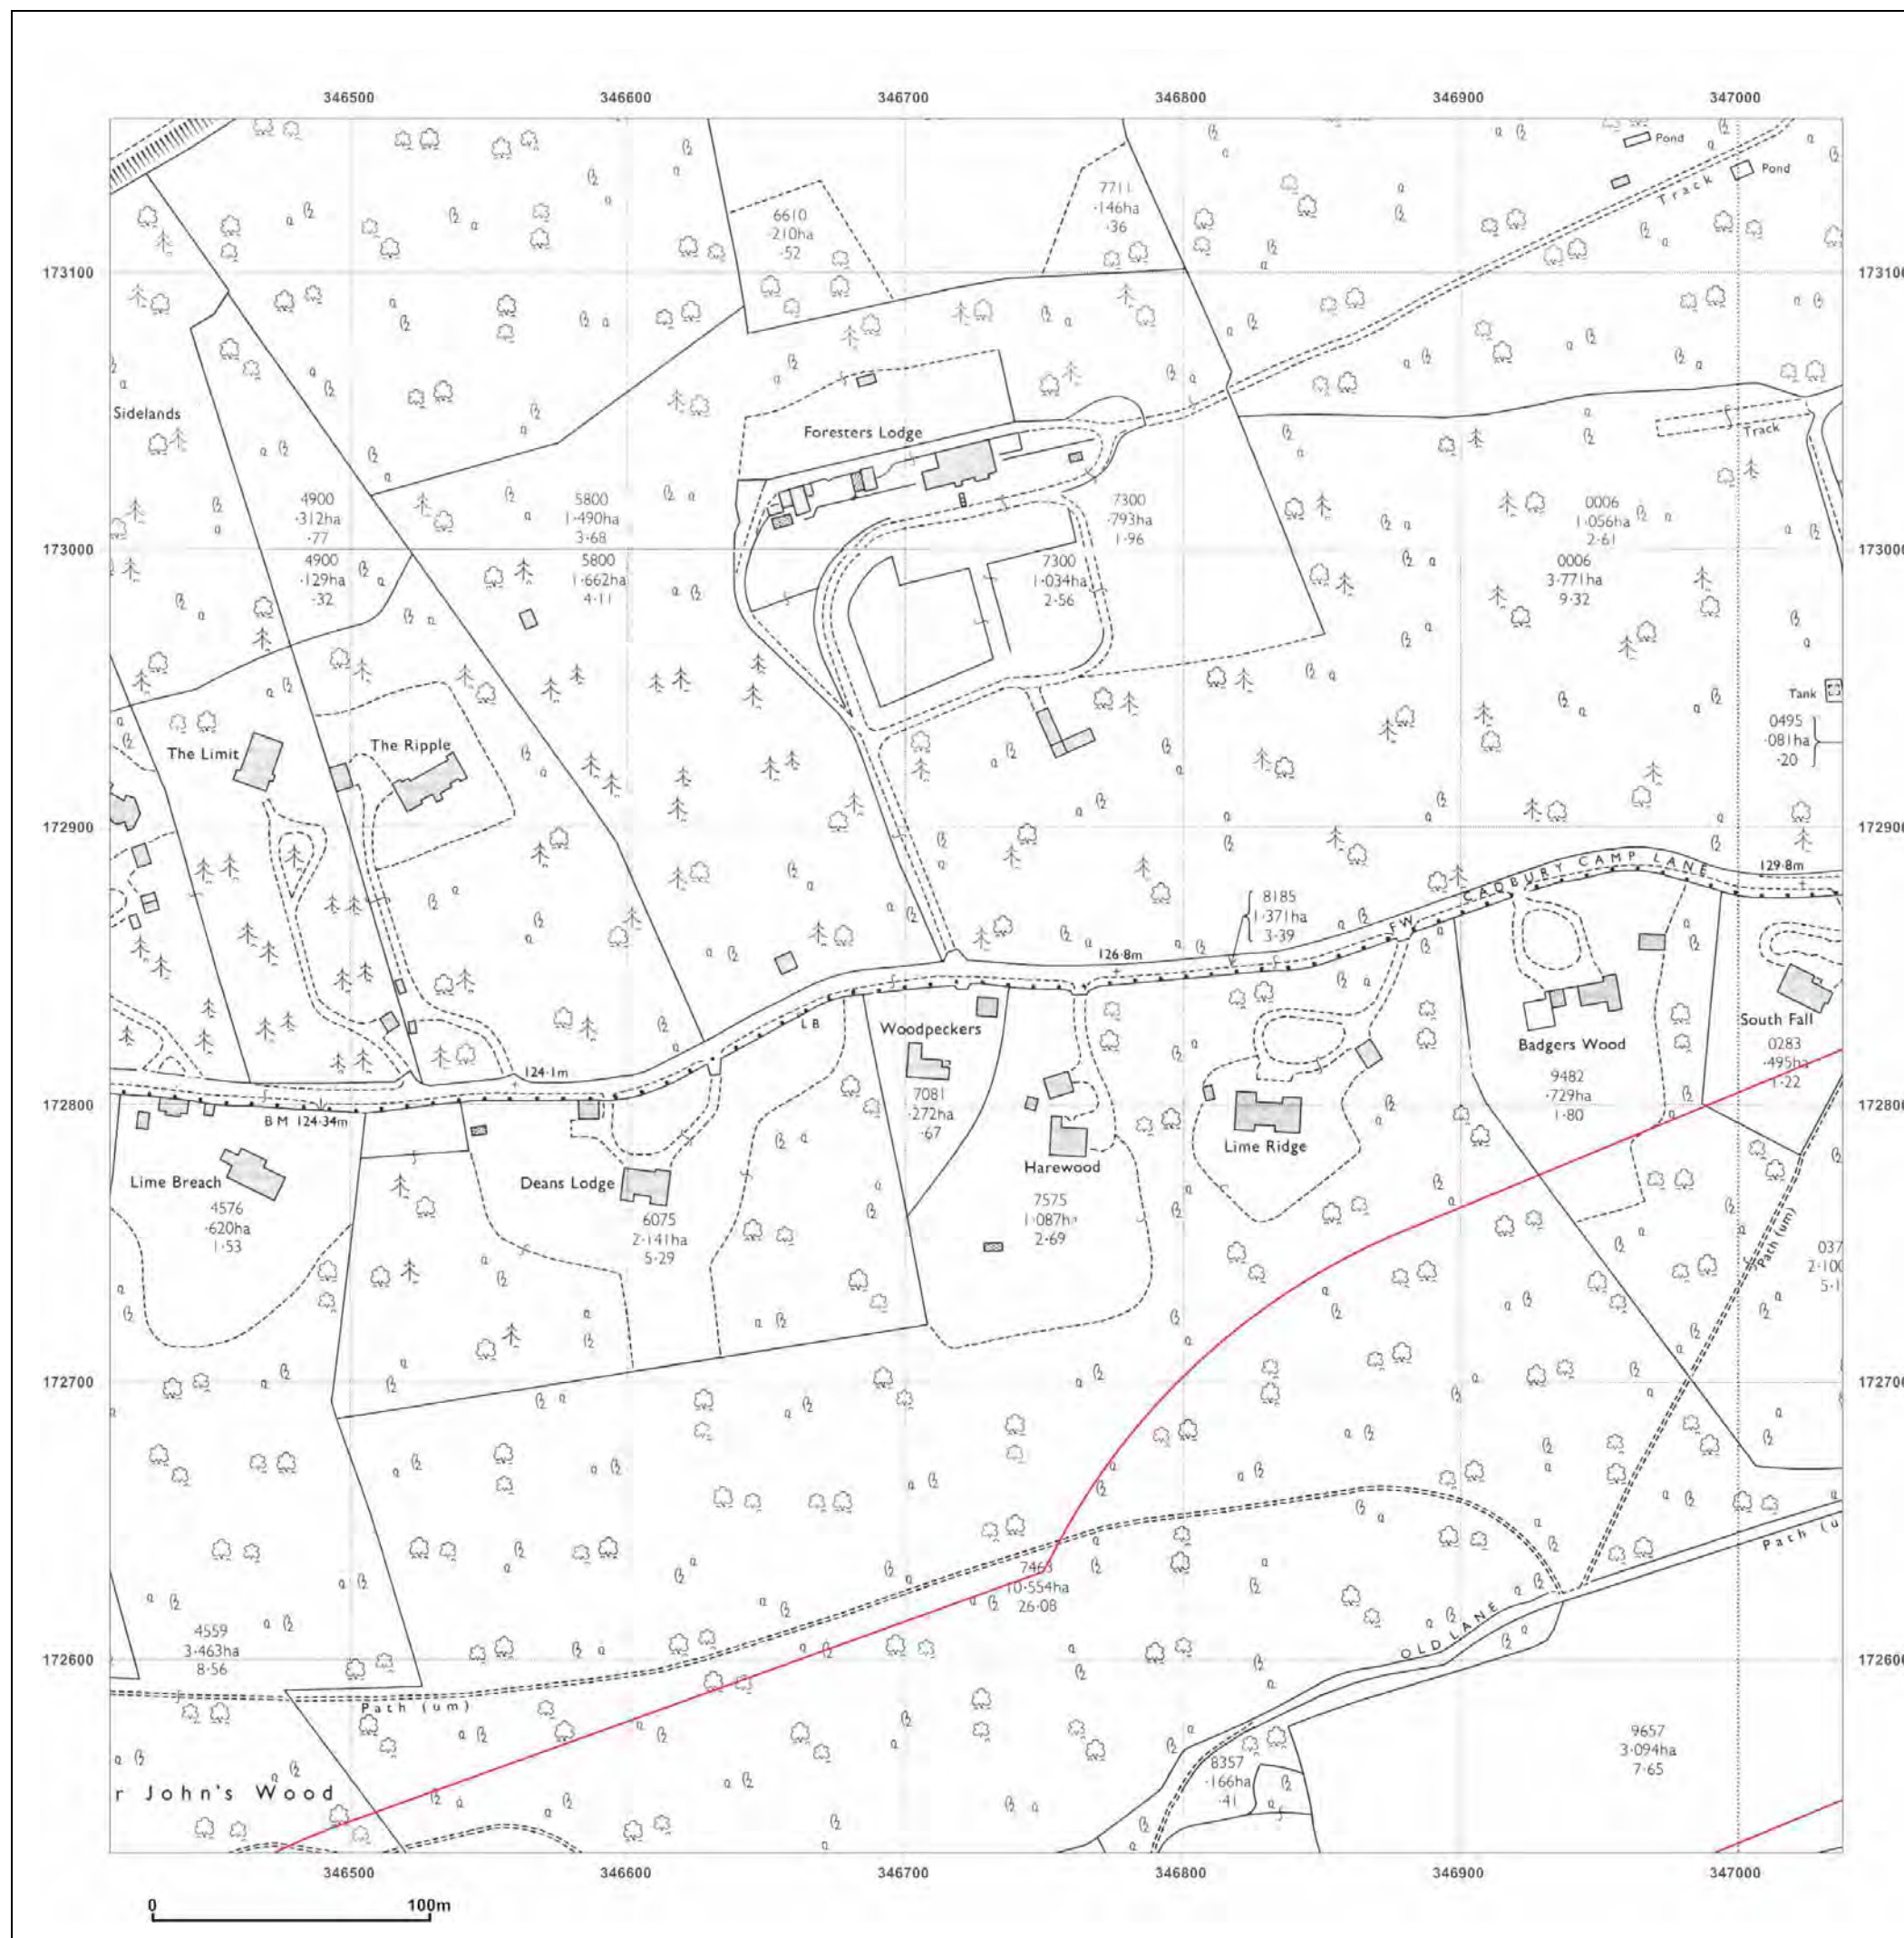 346500 346600 346700 346800 346900 347000
Pond
Pond
Track
7711
·146ha
·36
6610
·210ha
·52
173100 173100
Sidelands
Foresters Lodge
Track
4900
·312ha
·77
5800
1·490ha
3·68
7300
·793ha
1·96
0006
1·056ha
2·61
173000 173000
4900
·129ha
·32
5800
1·662ha
4·11
7300
1·034ha
2·56
0006
3·771ha
9·32
Tank
0495
·081ha
·20
The Limit
The Ripple
172900 172900
CADBURY CAMP LANE
129·8m
8185
1·371ha
3·39
FW
126·8m
LB
Woodpeckers
South Fall
0283
·495ha
1·22
Badgers Wood
9482
·729ha
1·80
124·1m
7081
·272ha
·67
172800 172800
BM 124·34m
Lime Ridge
Harewood
7575
1·087ha
2·69
Lime Breach
4576
·620ha
1·53
Deans Lodge
6075
2·141ha
5·29
Path (um)
037
2·100
5·1
172700 172700
Path (u
7463
10·554ha
26·08
4559
3·463ha
8·56
OLD LANE
172600 172600
Path (um)
9657
3·094ha
7·65
8357
·166ha
·41
r John's Wood
346500 346600 346700 346800 346900 347000
0 100m